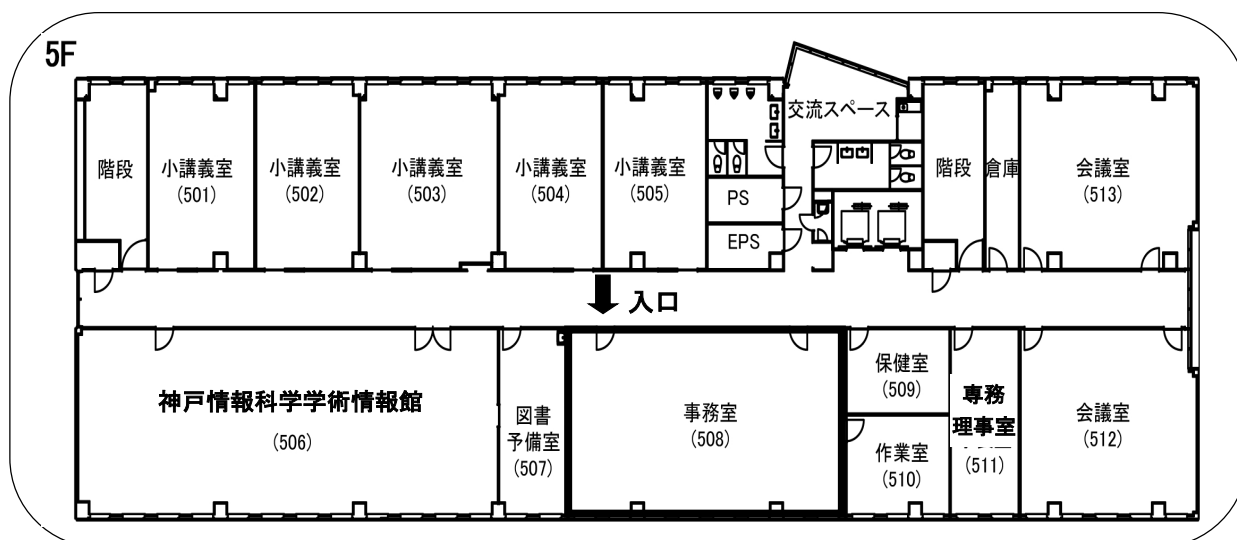 5F
交流スペース
階段
小講義室
(501)
小講義室
(502)
小講義室
(503)
小講義室
(504)
小講義室
(505)
PS
EPS
階段
倉庫
会議室
(513)
入口
神戸情報科学学術情報館
(506)
図書
予備室
(507)
事務室
(508)
保健室
(509)
作業室
(510)
専務
理事室
(511)
会議室
(512)